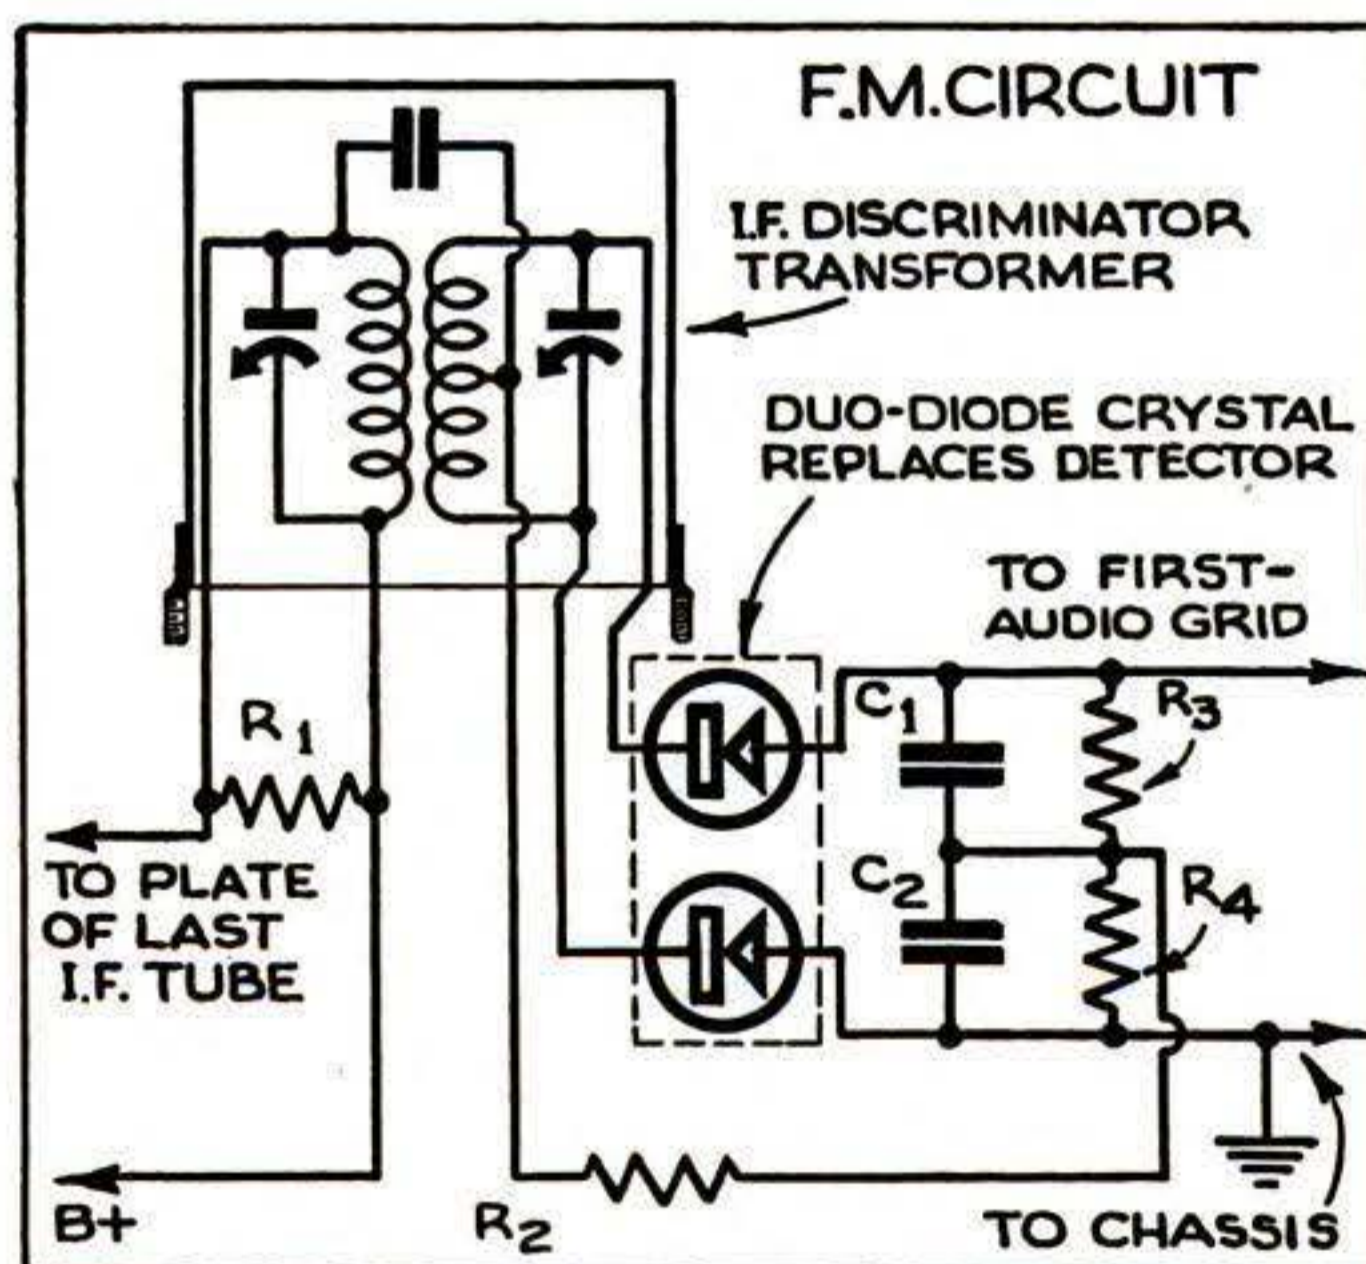 F.M. CIRCUIT
I.F. DISCRIMINATOR
TRANSFORMER
DUO-DIODE CRYSTAL
REPLACES DETECTOR
TO FIRST-
AUDIO GRID
R1
C1
R3
TO PLATE
OF LAST
I.F. TUBE
C2
R4
B+
R2
TO CHASSIS